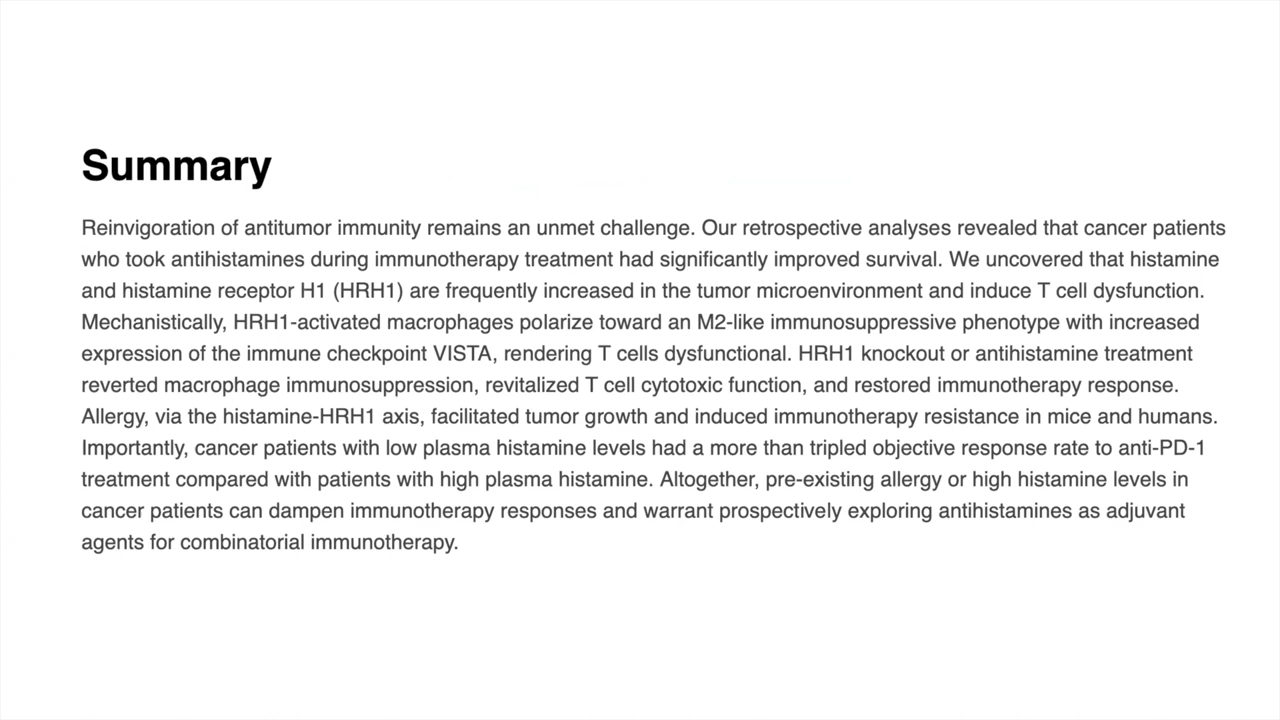 Summary
Reinvigoration of antitumor immunity remains an unmet challenge. Our retrospective analyses revealed that cancer patients
who took antihistamines during immunotherapy treatment had significantly improved survival. We uncovered that histamine
and histamine receptor H1 (HRH1) are frequently increased in the tumor microenvironment and induce T cell dysfunction.
Mechanistically, HRH1-activated macrophages polarize toward an M2-like immunosuppressive phenotype with increased
expression of the immune checkpoint VISTA, rendering T cells dysfunctional. HRH1 knockout or antihistamine treatment
reverted macrophage immunosuppression, revitalized T cell cytotoxic function, and restored immunotherapy response.
Allergy, via the histamine-HRH1 axis, facilitated tumor growth and induced immunotherapy resistance in mice and humans.
Importantly, cancer patients with low plasma histamine levels had a more than tripled objective response rate to anti-PD-1
treatment compared with patients with high plasma histamine. Altogether, pre-existing allergy or high histamine levels in
cancer patients can dampen immunotherapy responses and warrant prospectively exploring antihistamines as adjuvant
agents for combinatorial immunotherapy.